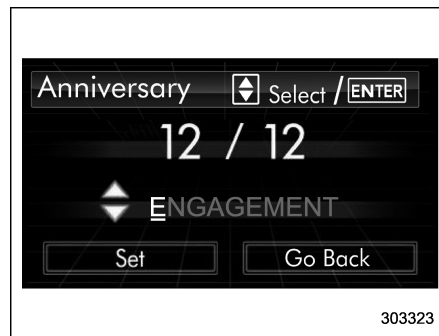 Anniversary Select / ENTER
12 / 12
ENGAGEMENT
Set Go Back
303323